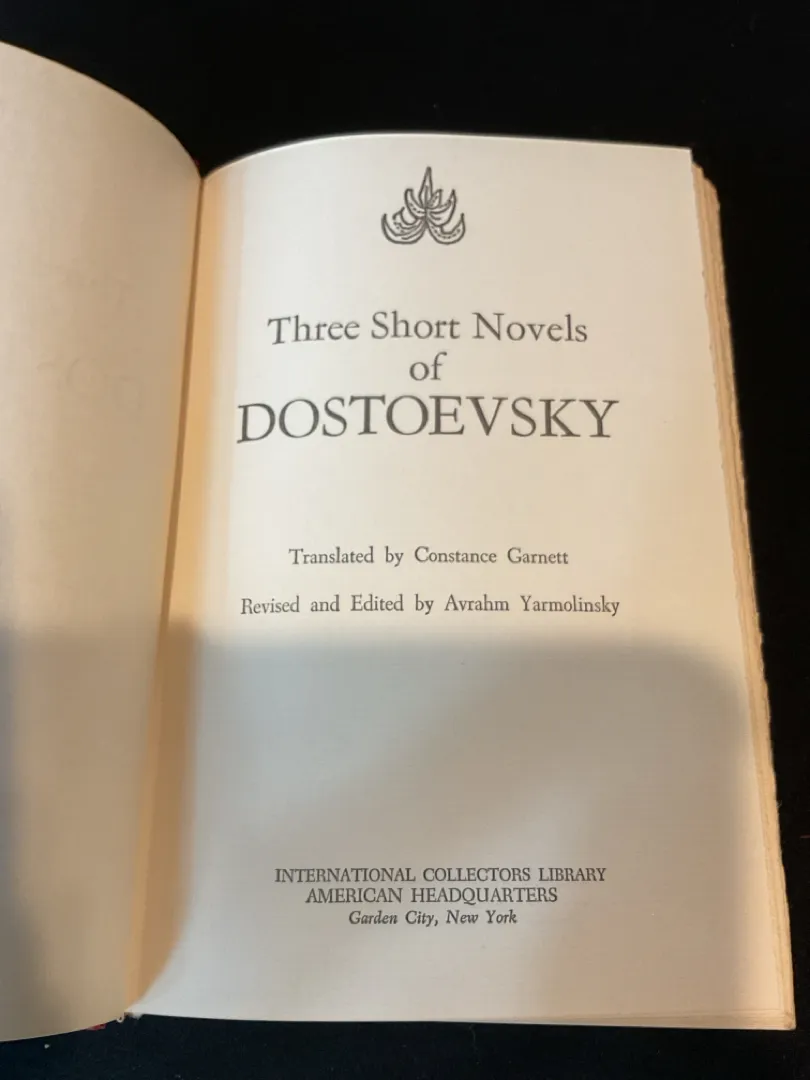 Three Short Novels
of
DOSTOEVSKY
Translated by Constance Garnett
Revised and Edited by Avrahm Yarmolinsky
INTERNATIONAL COLLECTORS LIBRARY
AMERICAN HEADQUARTERS
Garden City, New York